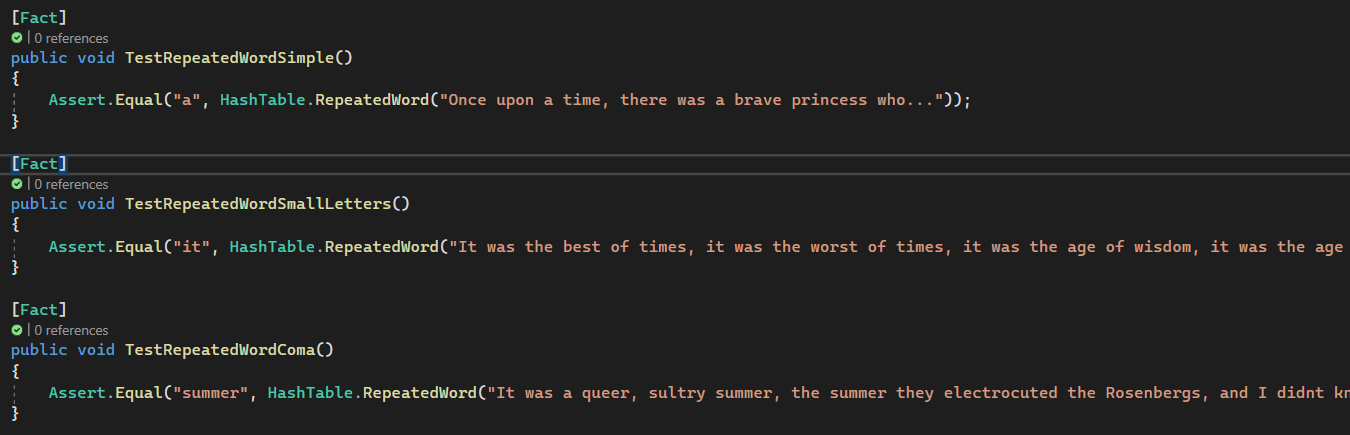 [Fact]
0 references
public void TestRepeatedWordSimple()
{
Assert.Equal("a", HashTable.RepeatedWord("Once upon a time, there was a brave princess who..."));
}
[Fact]
0 references
public void TestRepeatedWordSmallLetters()
{
Assert.Equal("it", HashTable.RepeatedWord("It was the best of times, it was the worst of times, it was the age of wisdom, it was the age
}
[Fact]
0 references
public void TestRepeatedWordComa()
{
Assert.Equal("summer", HashTable.RepeatedWord("It was a queer, sultry summer, the summer they electrocuted the Rosenbergs, and I didnt kn
}